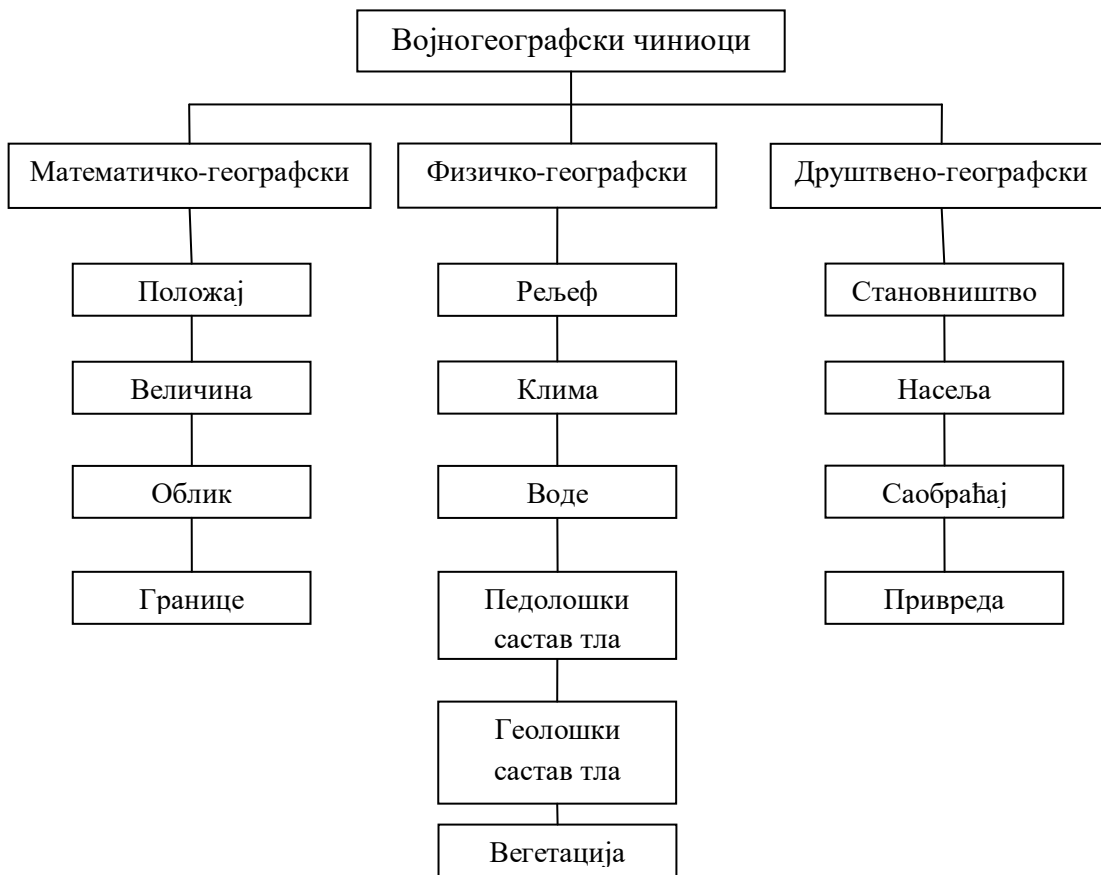 Војногеографски чиниоци
Математичко-географски
Физичко-географски
Друштвено-географски
Положај
Рељеф
Становништво
Величина
Клима
Насеља
Облик
Воде
Саобраћај
Границе
Педолошки
састав тла
Привреда
Геолошки
састав тла
Вегетација